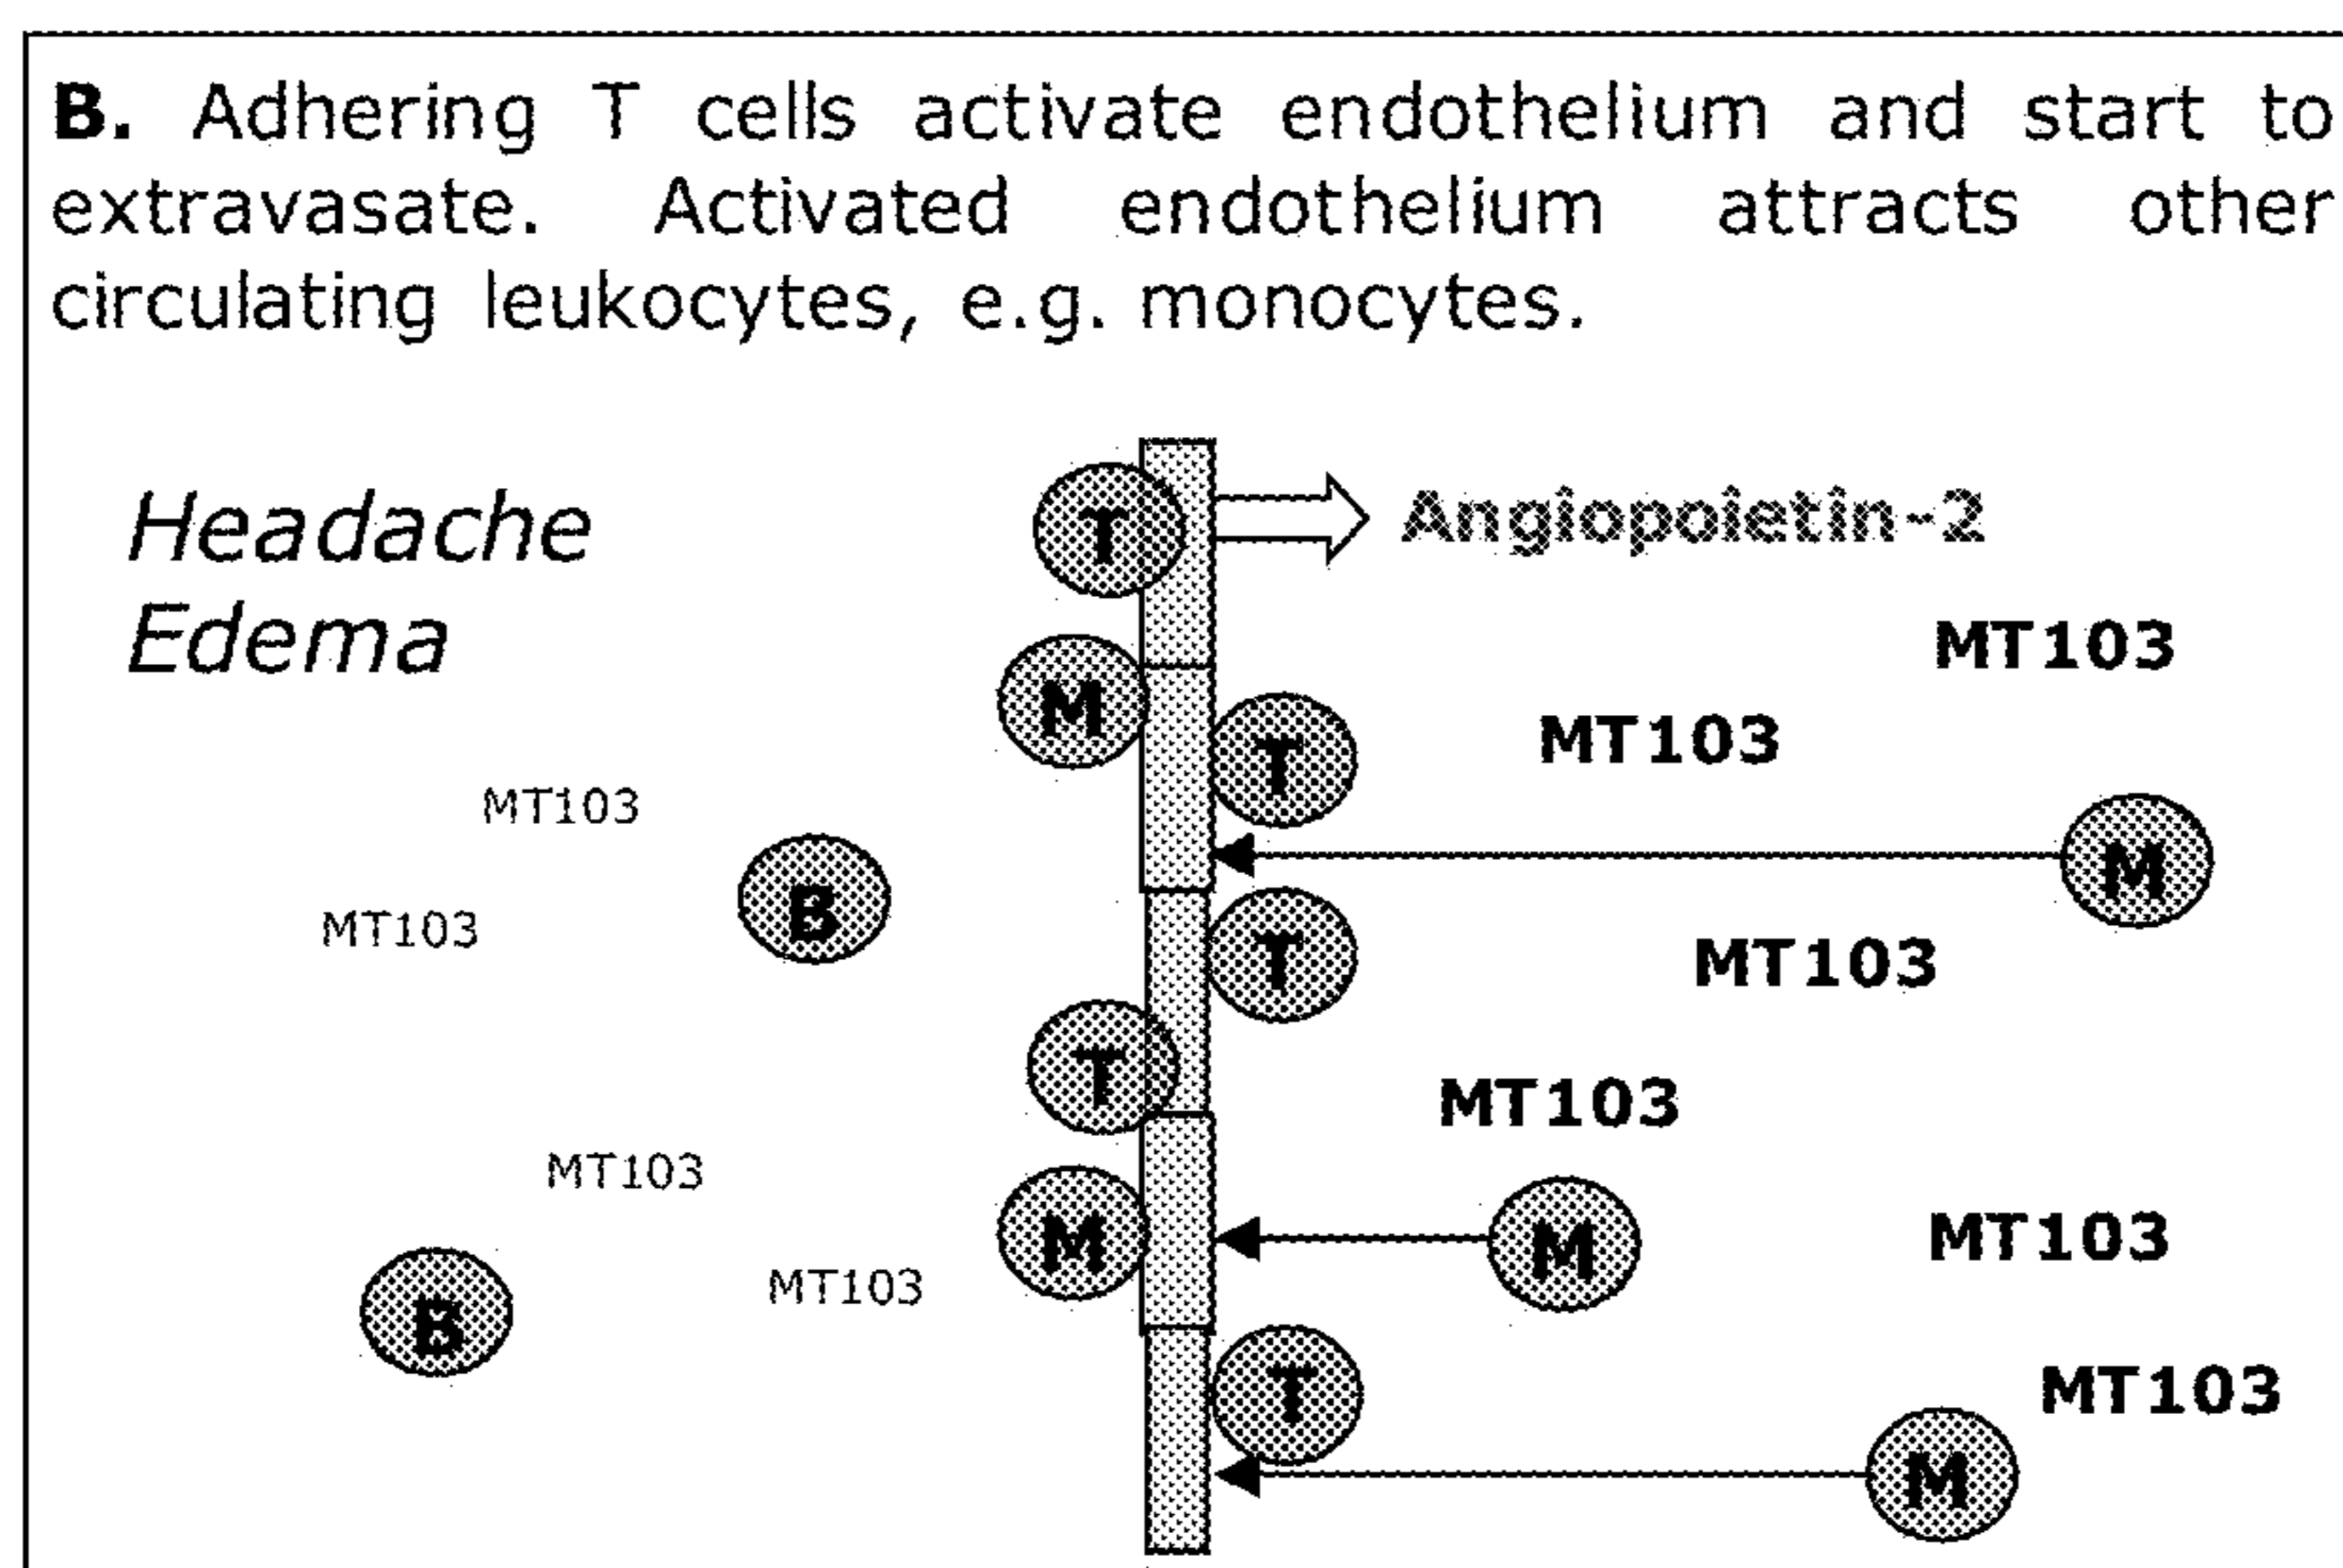 B. Adhering T cells activate endothelium and start to
extravasate. Activated endothelium attracts other
circulating leukocytes, e.g. monocytes.
Headache
Edema
T
Angiopoietin-2
MT103
M
T
MT103
MT103
B
M
MT103
T
MT103
T
MT103
MT103
M
M
MT103
B
MT103
T
MT103
M